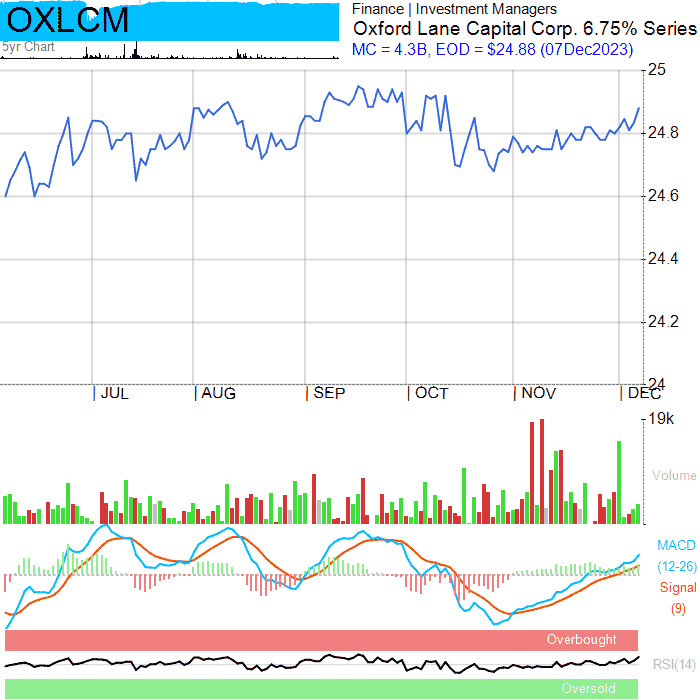 OXLCM
5yr Chart
Finance | Investment Managers
Oxford Lane Capital Corp. 6.75% Series
MC = 4.3B, EOD = $24.88 (07Dec2023)
25
24.8
24.6
24.4
24.2
24
JUL AUG SEP OCT NOV DEC
19k
Volume
MACD
(12-26)
Signal
(9)
Overbought
RSI(14)
Oversold